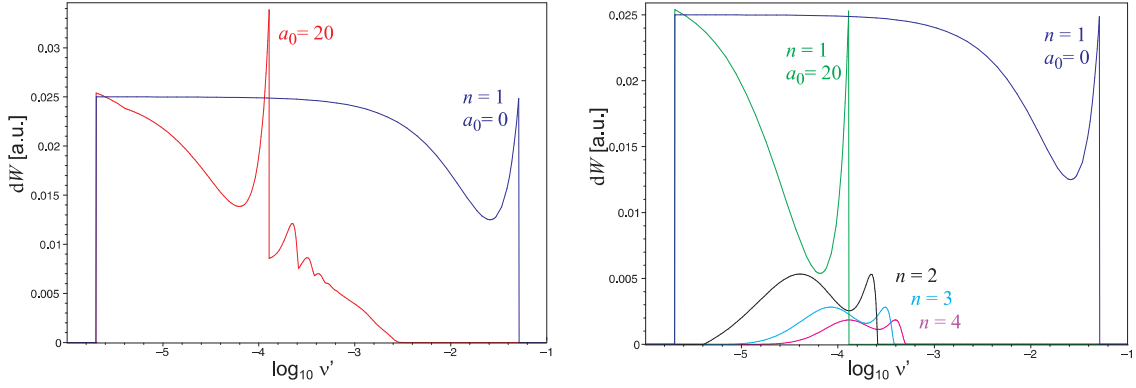 0.03
0.025
0.02
0.015
0.01
0.005
0
dW [a.u.]
a₀= 20
n = 1
a₀= 0
−5
−4
−3
−2
−1
log₁₀ ν'
0.025
0.02
0.015
0.01
0.005
0
dW [a.u.]
n = 1
a₀= 20
n = 1
a₀= 0
n = 2
n = 3
n = 4
−5
−4
−3
−2
−1
log₁₀ ν'